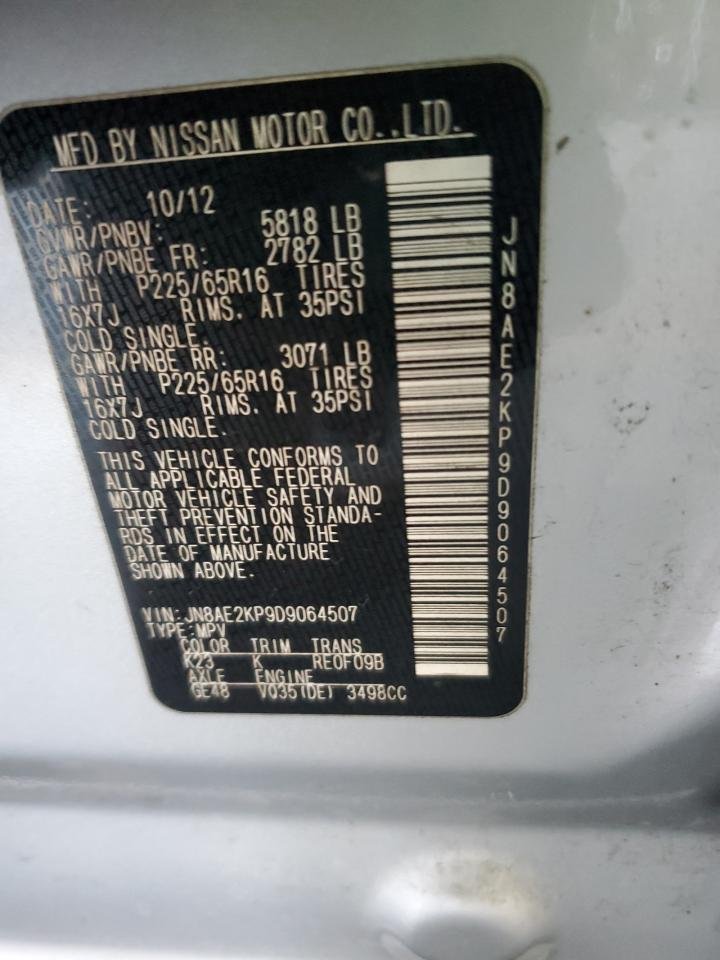 MFD BY NISSAN MOTOR CO.,LTD.
DATE: 10/12
GVWR/PNBV: 5818 LB
GAWR/PNBE FR: 2782 LB
WITH P225/65R16 TIRES
16X7J RIMS. AT 35PSI
COLD SINGLE.
GAWR/PNBE RR: 3071 LB
WITH P225/65R16 TIRES
16X7J RIMS. AT 35PSI
COLD SINGLE.
THIS VEHICLE CONFORMS TO
ALL APPLICABLE FEDERAL
MOTOR VEHICLE SAFETY AND
THEFT PREVENTION STANDA-
RDS IN EFFECT ON THE
DATE OF MANUFACTURE
SHOWN ABOVE.
VIN:JN8AE2KP9D9064507
TYPE:MPV
COLOR TRIM TRANS
K23 K RE0F09B
AXLE ENGINE
GE48 VQ35(DE) 3498CC
JN8AE2KP9D9064507